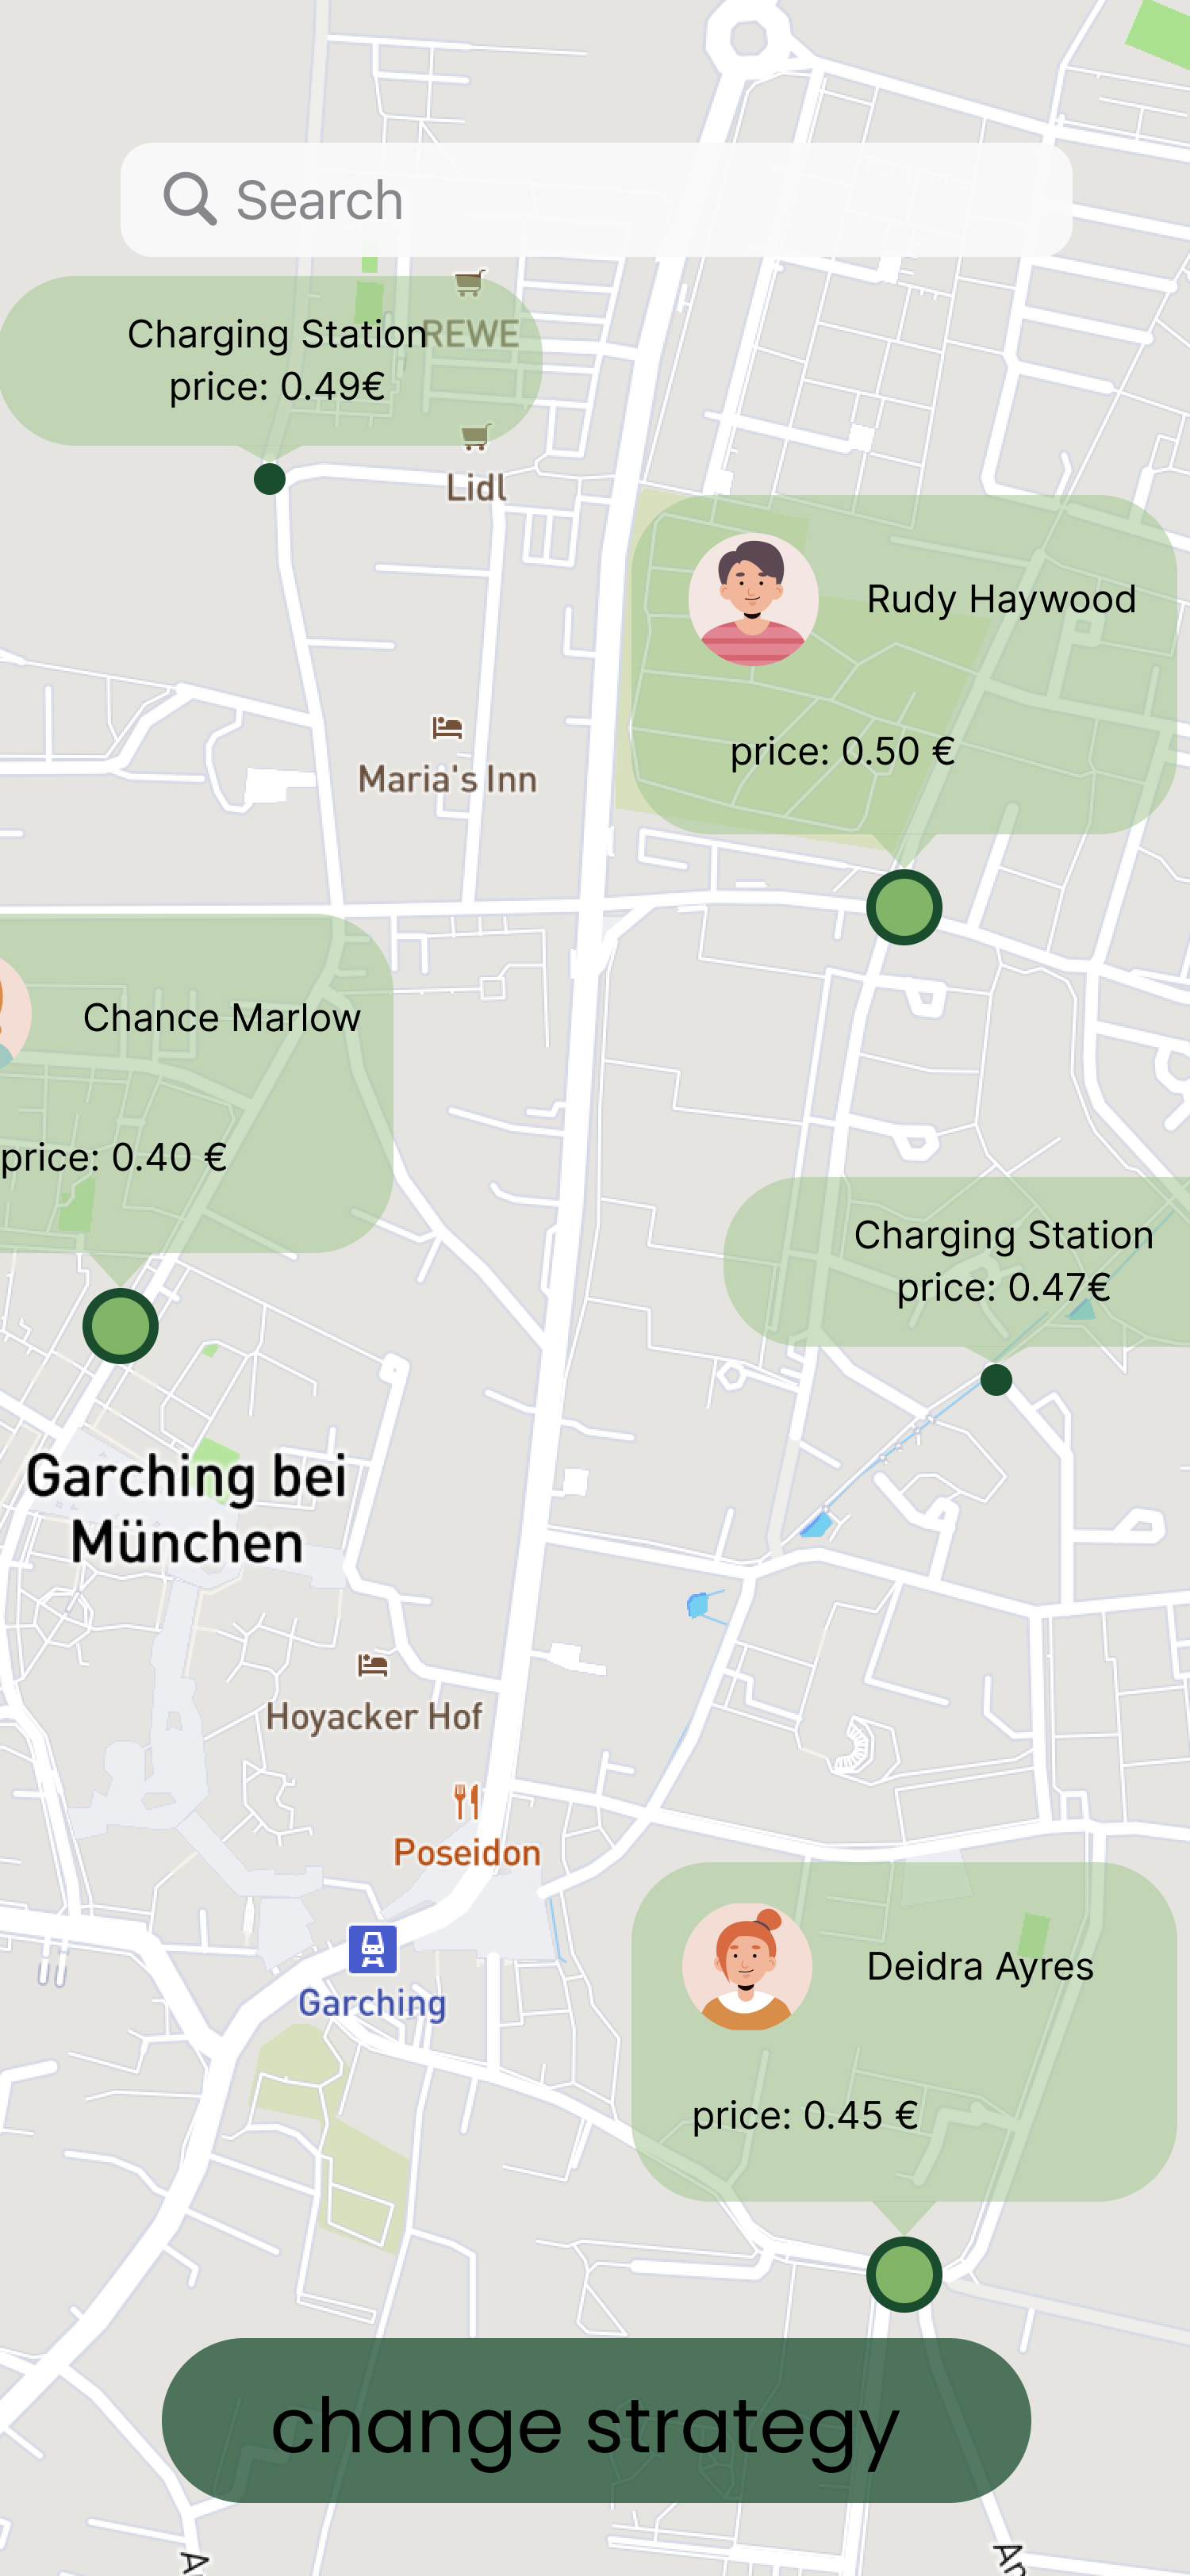 Search
REWE
Charging Station
price: 0.49€
Lidl
Rudy Haywood
price: 0.50 €
Maria's Inn
Chance Marlow
price: 0.40 €
Charging Station
price: 0.47€
Garching bei
München
Hoyacker Hof
Poseidon
Garching
Deidra Ayres
price: 0.45 €
change strategy
A
An